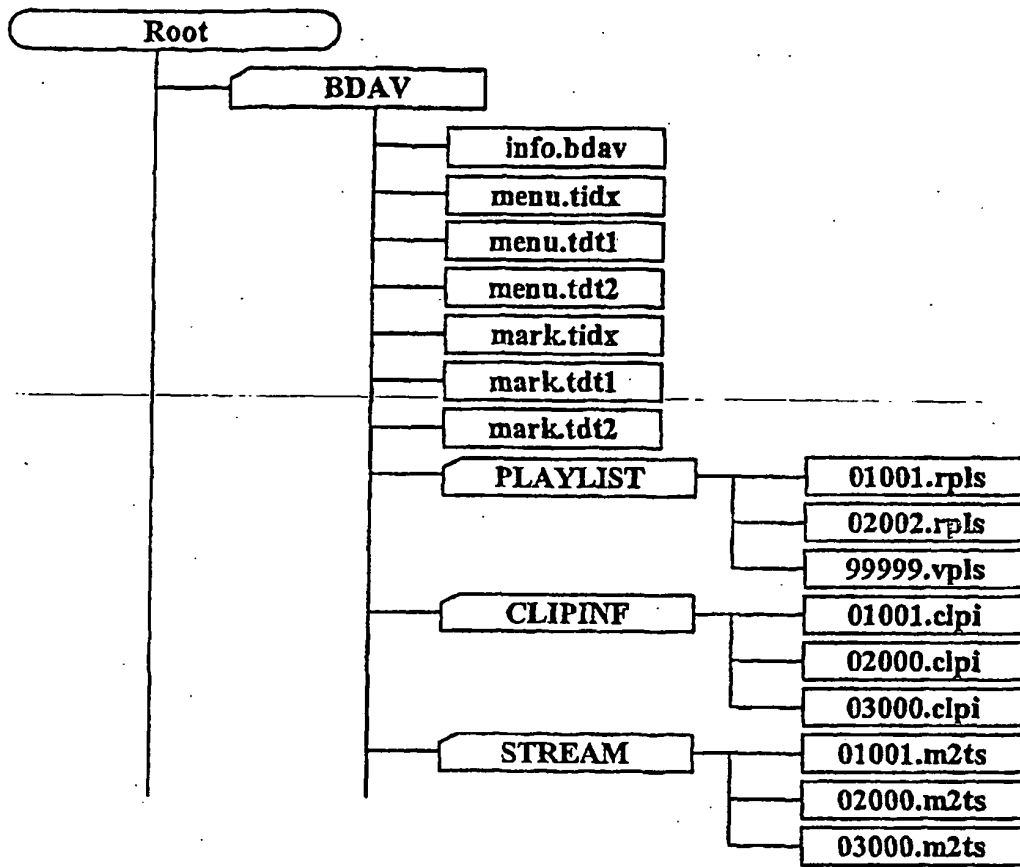 Root
BDAV
info.bdav
menu.tidx
menu.tdt1
menu.tdt2
mark.tidx
mark.tdt1
mark.tdt2
PLAYLIST
01001.rpls
02002.rpls
99999.vpls
CLIPINF
01001.clpi
02000.clpi
03000.clpi
STREAM
01001.m2ts
02000.m2ts
03000.m2ts